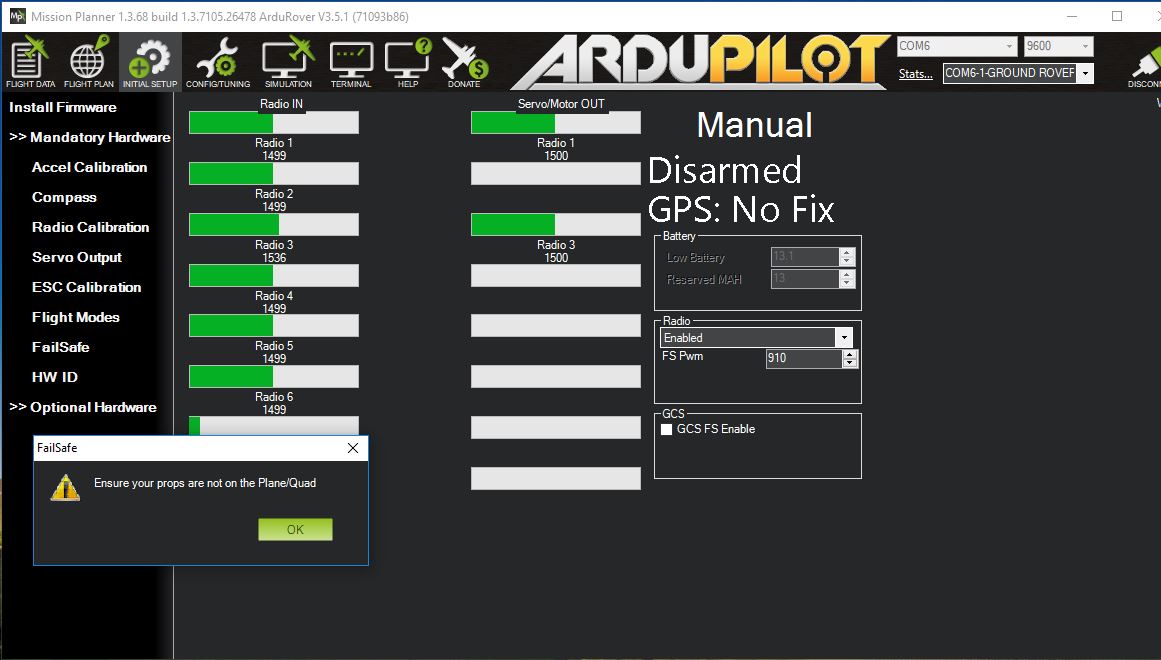 Mission Planner 1.3.68 build 1.3.7105.26478 ArduRover V3.5.1 (71093b86)
FLIGHT DATA
FLIGHT PLAN
INITIAL SETUP
CONFIG/TUNING
SIMULATION
TERMINAL
HELP
DONATE
ARDUPILOT
COM6
9600
Stats...
COM6-1-GROUND ROVER
Install Firmware
>> Mandatory Hardware
Accel Calibration
Compass
Radio Calibration
Servo Output
ESC Calibration
Flight Modes
FailSafe
HW ID
>> Optional Hardware
Radio IN
Radio 1
1499
Radio 2
1499
Radio 3
1536
Radio 4
1499
Radio 5
1499
Radio 6
1499
Servo/Motor OUT
Radio 1
1500
Radio 3
1500
Manual
Disarmed
GPS: No Fix
Battery
Low Battery
13.1
Reserved MAH
13
Radio
Enabled
FS Pwm
910
GCS
GCS FS Enable
FailSafe
Ensure your props are not on the Plane/Quad
OK